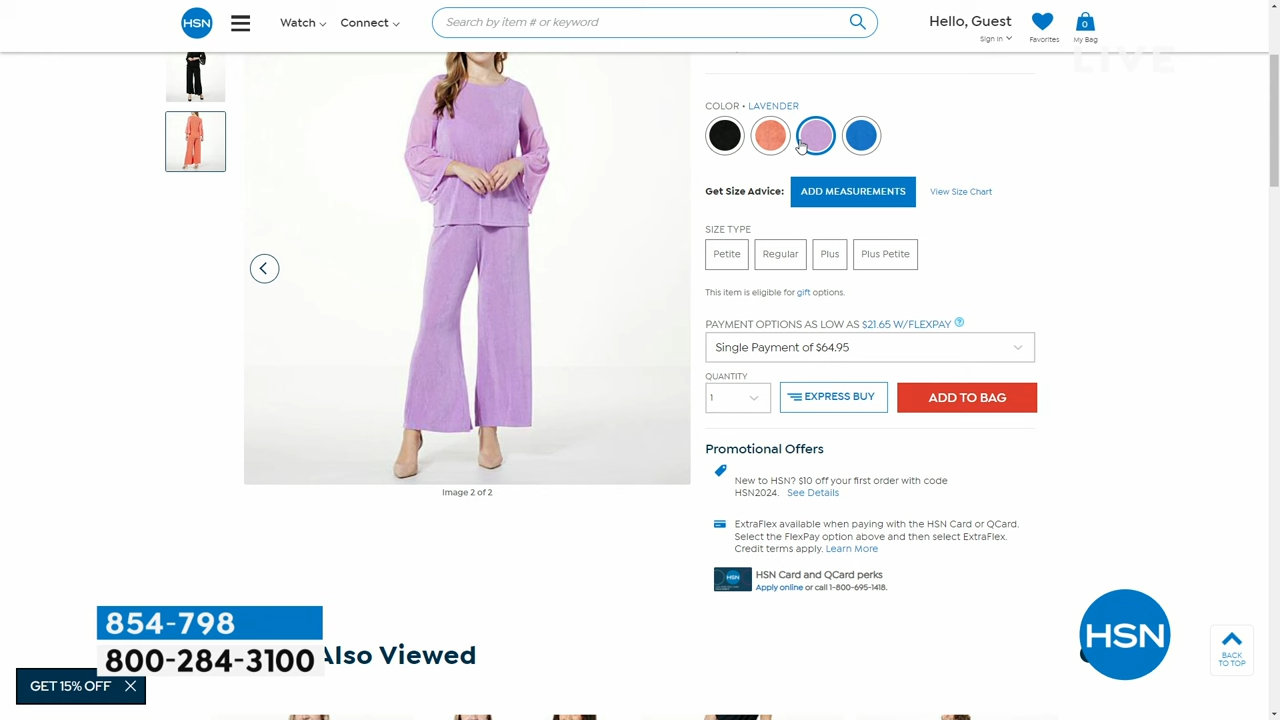 HSN
Watch
Connect
Search by item # or keyword
Hello, Guest
Sign In
Favorites
0
My Bag
LIVE
COLOR • LAVENDER
Get Size Advice:
ADD MEASUREMENTS
View Size Chart
SIZE TYPE
Petite
Regular
Plus
Plus Petite
This item is eligible for gift options.
PAYMENT OPTIONS AS LOW AS $21.65 W/FLEXPAY
Single Payment of $64.95
QUANTITY
1
EXPRESS BUY
ADD TO BAG
Promotional Offers
New to HSN? $10 off your first order with code
HSN2024. See Details
Image 2 of 2
ExtraFlex available when paying with the HSN Card or QCard.
Select the FlexPay option above and then select ExtraFlex.
Credit terms apply. Learn More
HSN
HSN Card and QCard perks
Apply online or call 1-800-695-1418.
854-798
800-284-3100
Also Viewed
GET 15% OFF
HSN
BACK
TO TOP